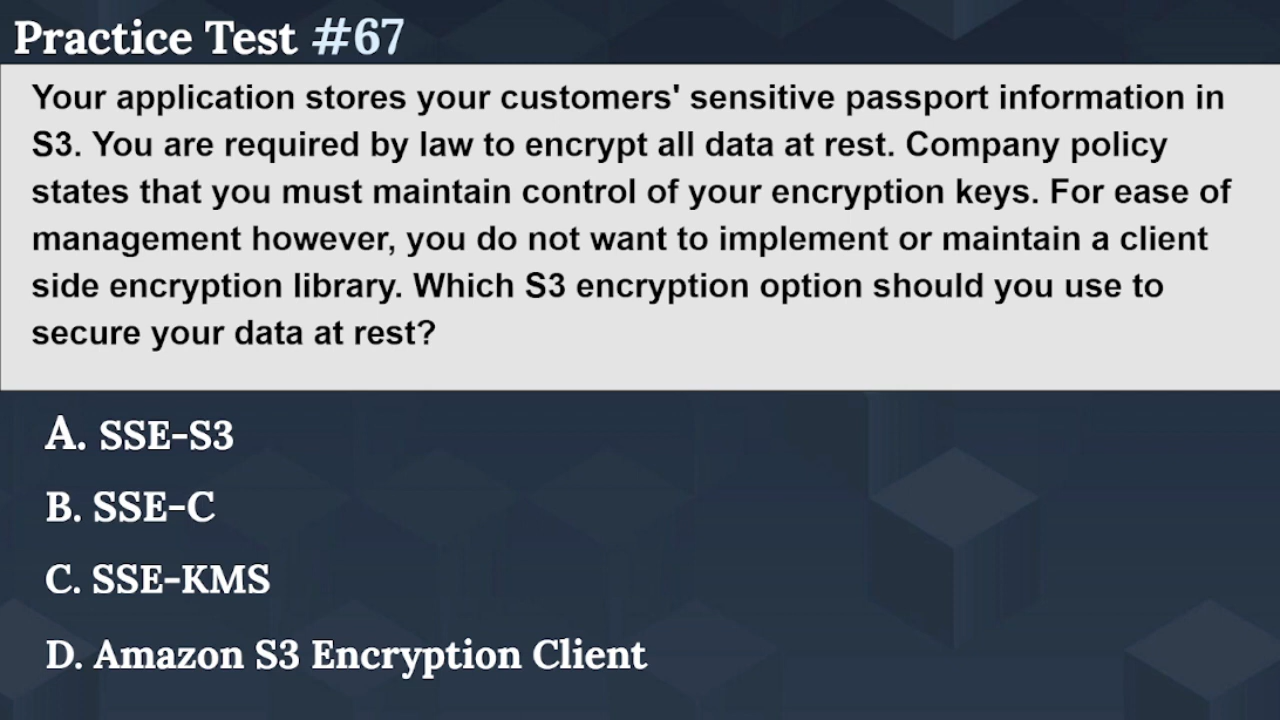 Practice Test #67
Your application stores your customers' sensitive passport information in
S3. You are required by law to encrypt all data at rest. Company policy
states that you must maintain control of your encryption keys. For ease of
management however, you do not want to implement or maintain a client
side encryption library. Which S3 encryption option should you use to
secure your data at rest?
A. SSE-S3
B. SSE-C
C. SSE-KMS
D. Amazon S3 Encryption Client